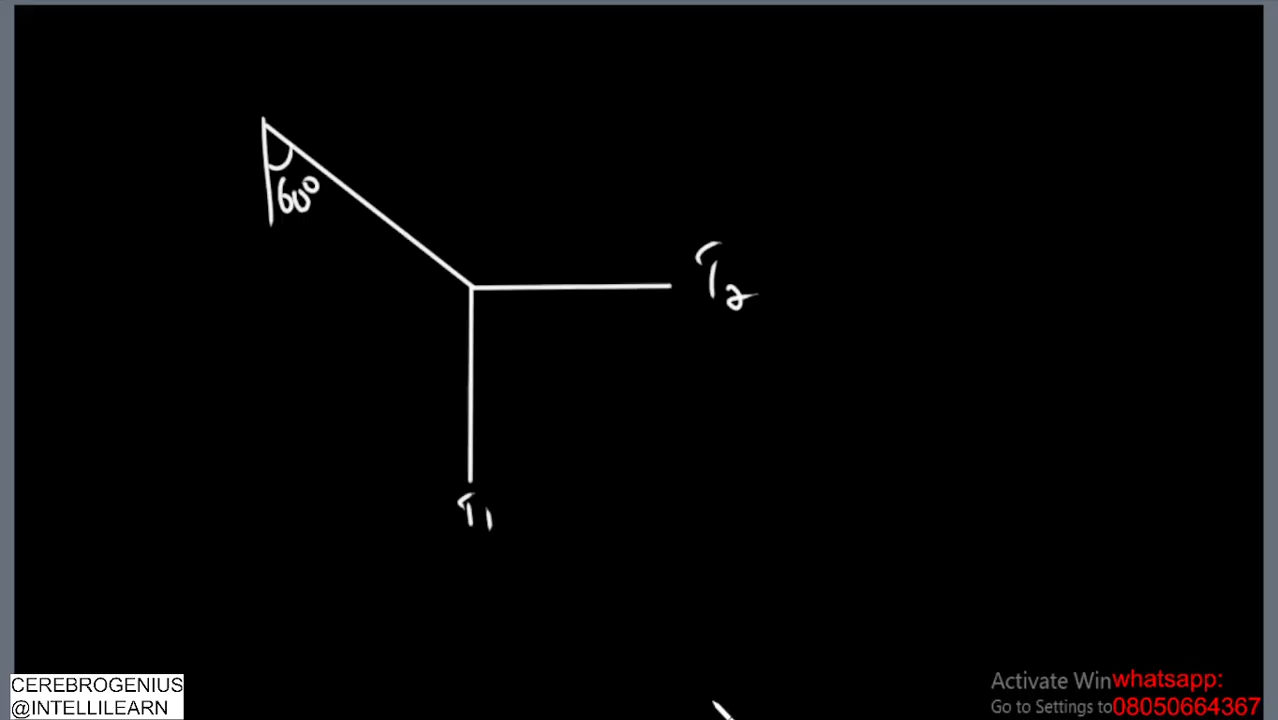 60°
T2
T1
CEREBROGENIUS
@INTELLILEARN
Activate Win
whatsapp:
Go to Settings to
08050664367